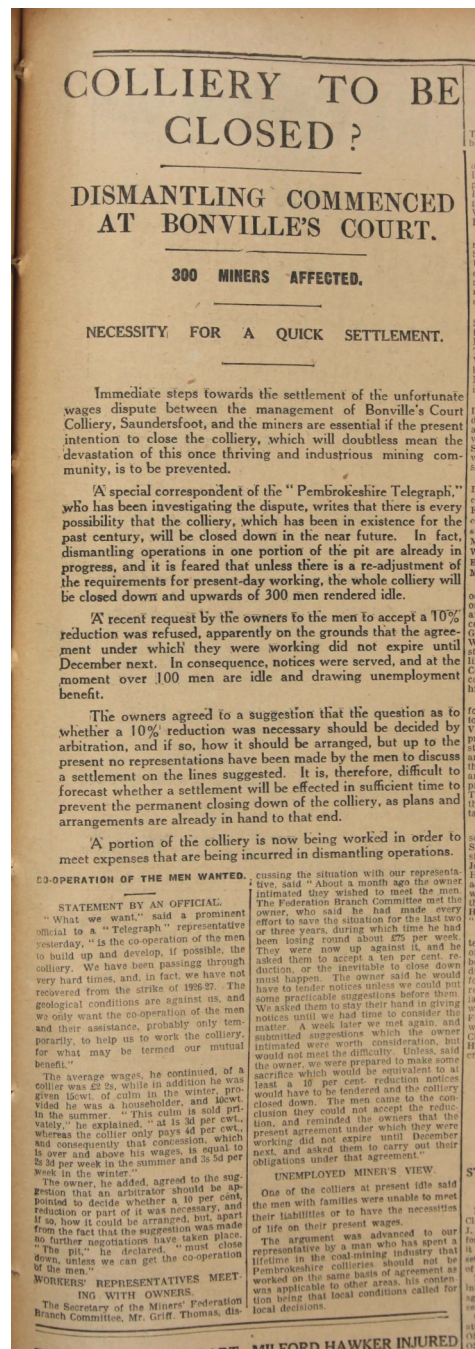 COLLIERY TO BE
CLOSED ?
DISMANTLING COMMENCED
AT BONVILLE'S COURT.
300 MINERS AFFECTED.
NECESSITY FOR A QUICK SETTLEMENT.
Immediate steps towards the settlement of the unfortunate
wages dispute between the management of Bonville's Court
Colliery, Saundersfoot, and the miners are essential if the present
intention to close the colliery, which will doubtless mean the
devastation of this once thriving and industrious mining com-
munity, is to be prevented.
A special correspondent of the " Pembrokeshire Telegraph,"
who has been investigating the dispute, writes that there is every
possibility that the colliery, which has been in existence for the
past century, will be closed down in the near future. In fact,
dismantling operations in one portion of the pit are already in
progress, and it is feared that unless there is a re-adjustment of
the requirements for present-day working, the whole colliery will
be closed down and upwards of 300 men rendered idle.
A recent request by the owners to the men to accept a 10%
reduction was refused, apparently on the grounds that the agree-
ment under which they were working did not expire until
December next. In consequence, notices were served, and at the
moment over 100 men are idle and drawing unemployment
benefit.
The owners agreed to a suggestion that the question as to
whether a 10% reduction was necessary should be decided by
arbitration, and if so, how it should be arranged, but up to the
present no representations have been made by the men to discuss
a settlement on the lines suggested. It is, therefore, difficult to
forecast whether a settlement will be effected in sufficient time to
prevent the permanent closing down of the colliery, as plans and
arrangements are already in hand to that end.
A portion of the colliery is now being worked in order to
meet expenses that are being incurred in dismantling operations.
CO-OPERATION OF THE MEN WANTED.
STATEMENT BY AN OFFICIAL.
" What we want," said a prominent
official to a " Telegraph " representative
yesterday, " is the co-operation of the men
to build up and develop, if possible, the
colliery. We have been passing through
very hard times, and, in fact, we have not
recovered from the strike of 1926-27. The
geological conditions are against us, and
we only want the co-operation of the men
and their assistance, probably only tem-
porarily, to help us to work the colliery,
for what may be termed our mutual
benefit."
The average wages, he continued, of a
collier was £2 2s, while in addition he was
given 15cwt. of culm in the winter, pro-
vided he was a householder, and 10cwt.
in the summer. " This culm is sold pri-
vately," he explained, " at 1s 3d per cwt.,
whereas the collier only pays 4d per cwt.,
and consequently that concession, which
is over and above his wages, is equal to
2s 3d per week in the summer and 3s 5d per
week in the winter."
The owner, he added, agreed to the sug-
gestion that an arbitrator should be ap-
pointed to decide whether a 10 per cent,
reduction or part of it was necessary, and
if so, how it could be arranged, but, apart
from the fact that the suggestion was made
no further negotiations have taken place.
" The pit," he declared, " must close
down, unless we can get the co-operation
of the men."
WORKERS' REPRESENTATIVES MEET-
ING WITH OWNERS.
The Secretary of the Miners' Federation
Branch Committee, Mr. Griff. Thomas, dis-
cussing the situation with our representa-
tive, said " About a month ago the owner
intimated they wished to meet the men.
The Federation Branch Committee met the
owner, who said he had made every
effort to save the situation for the last two
or three years, during which time he had
been losing round about £75 per week.
They were now up against it, and he
asked them to accept a ten per cent. re-
duction, or the inevitable to close down
must happen. The owner said he would
have to tender notices unless we could put
some practicable suggestions before them.
We asked them to stay their hand in giving
notices until we had time to consider the
matter. A week later we met again, and
submitted suggestions which the owner
intimated were worth consideration, but
would not meet the difficulty. Unless, said
the owner, we were prepared to make some
sacrifice which would be equivalent to at
least a 10 per cent. reduction notices
would have to be tendered and the colliery
closed down. The men came to the con-
clusion they could not accept the reduc-
tion, and reminded the owners that the
present agreement under which they were
working did not expire until December
next, and asked them to carry out their
obligations under that agreement."
UNEMPLOYED MINER'S VIEW.
One of the colliers at present idle said
the men with families were unable to meet
their liabilities or to have the necessities
of life on their present wages.
The argument was advanced to our
representative by a man who has spent a
lifetime in the coal-mining industry that
Pembrokeshire collieries should not be
worked on the same basis of agreement as
was applicable to other areas, his conten-
tion being that local conditions called for
local decisions.
MILFORD HAWKER INJURED